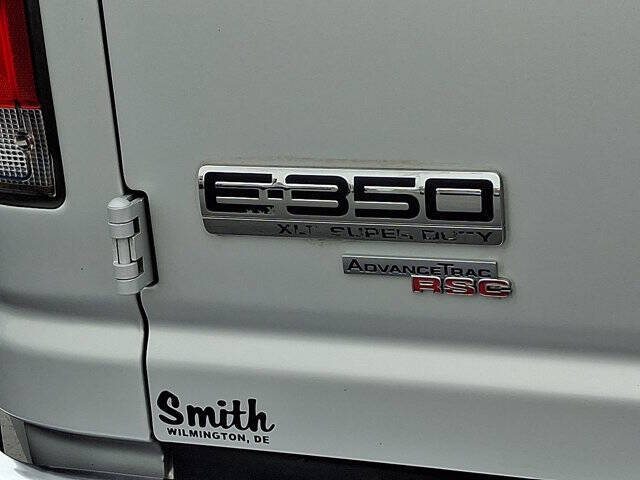 E-350
XLT SUPER DUTY
ADVANCETRAC
RSC
Smith
WILMINGTON, DE